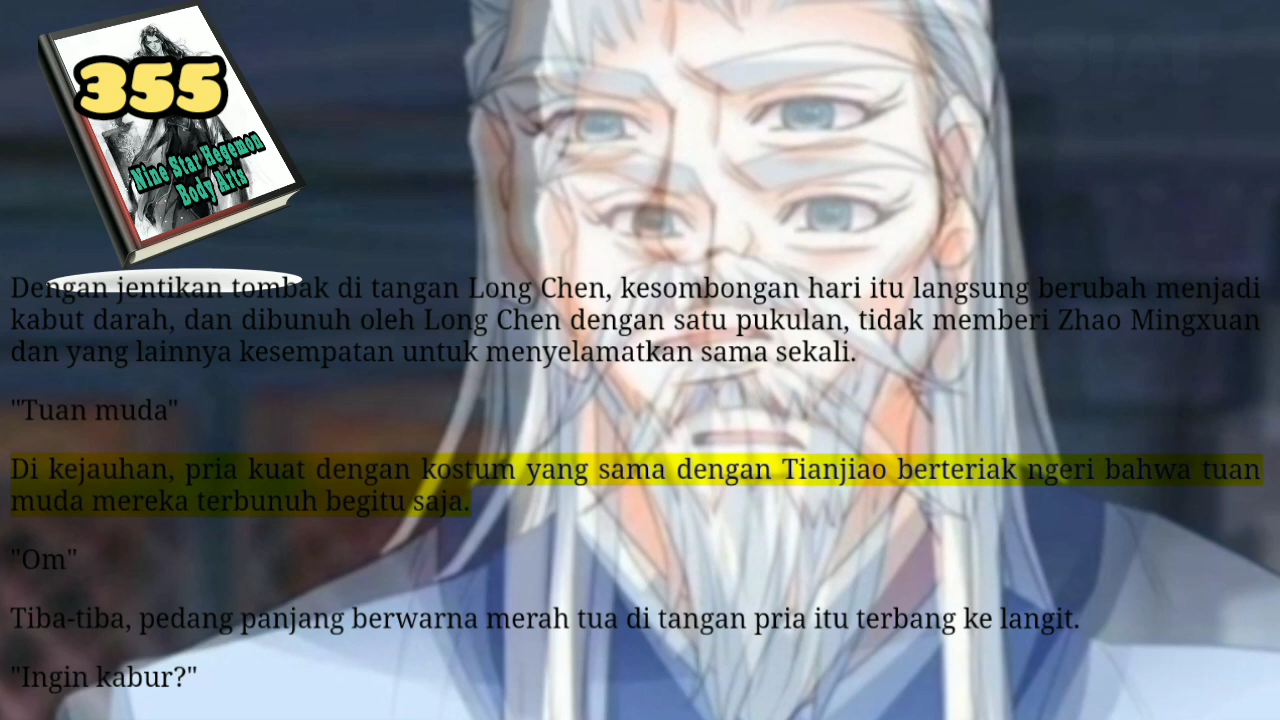 355
Nine Star Hegemon
Body Arts
Dengan jentikan tombak di tangan Long Chen, kesombongan hari itu langsung berubah menjadi
kabut darah, dan dibunuh oleh Long Chen dengan satu pukulan, tidak memberi Zhao Mingxuan
dan yang lainnya kesempatan untuk menyelamatkan sama sekali.
"Tuan muda"
Di kejauhan, pria kuat dengan kostum yang sama dengan Tianjiao berteriak ngeri bahwa tuan
muda mereka terbunuh begitu saja.
"Om"
Tiba-tiba, pedang panjang berwarna merah tua di tangan pria itu terbang ke langit.
"Ingin kabur?"